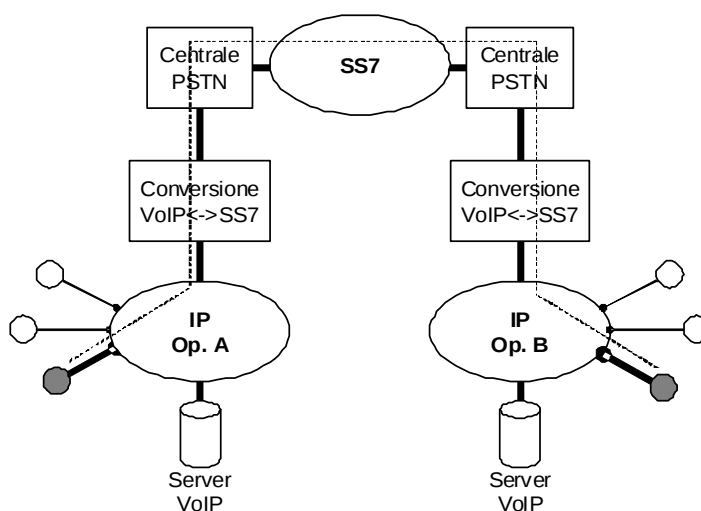 Centrale
PSTN
SS7
Centrale
PSTN
Conversione
VoIP<->SS7
Conversione
VoIP<->SS7
IP
Op. A
IP
Op. B
Server
VoIP
Server
VoIP